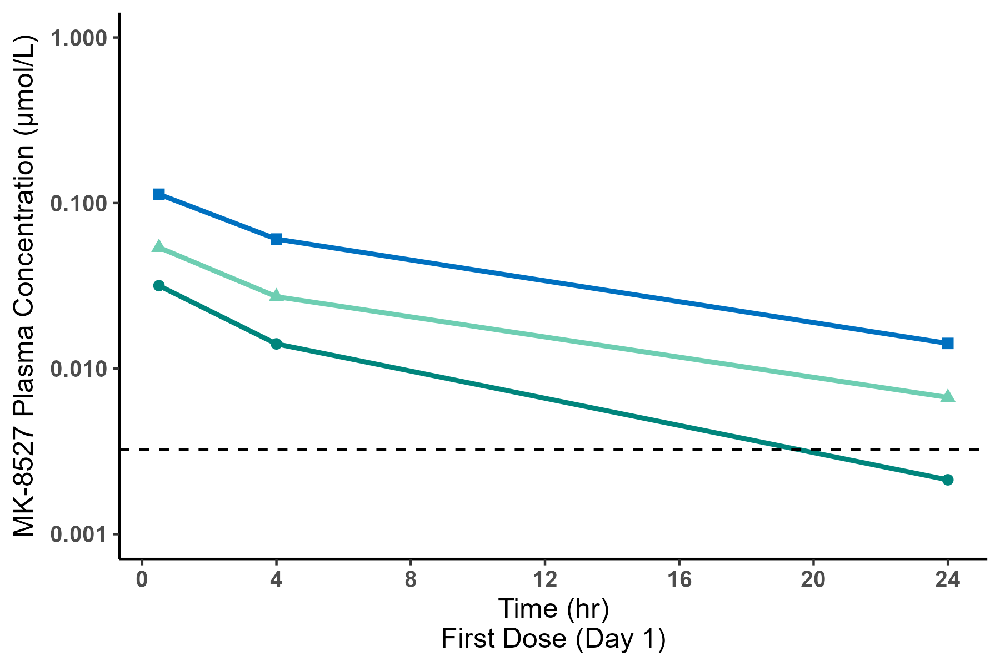 MK-8527 Plasma Concentration (µmol/L)
1.000
0.100
0.010
0.001
0 4 8 12 16 20 24
Time (hr)
First Dose (Day 1)